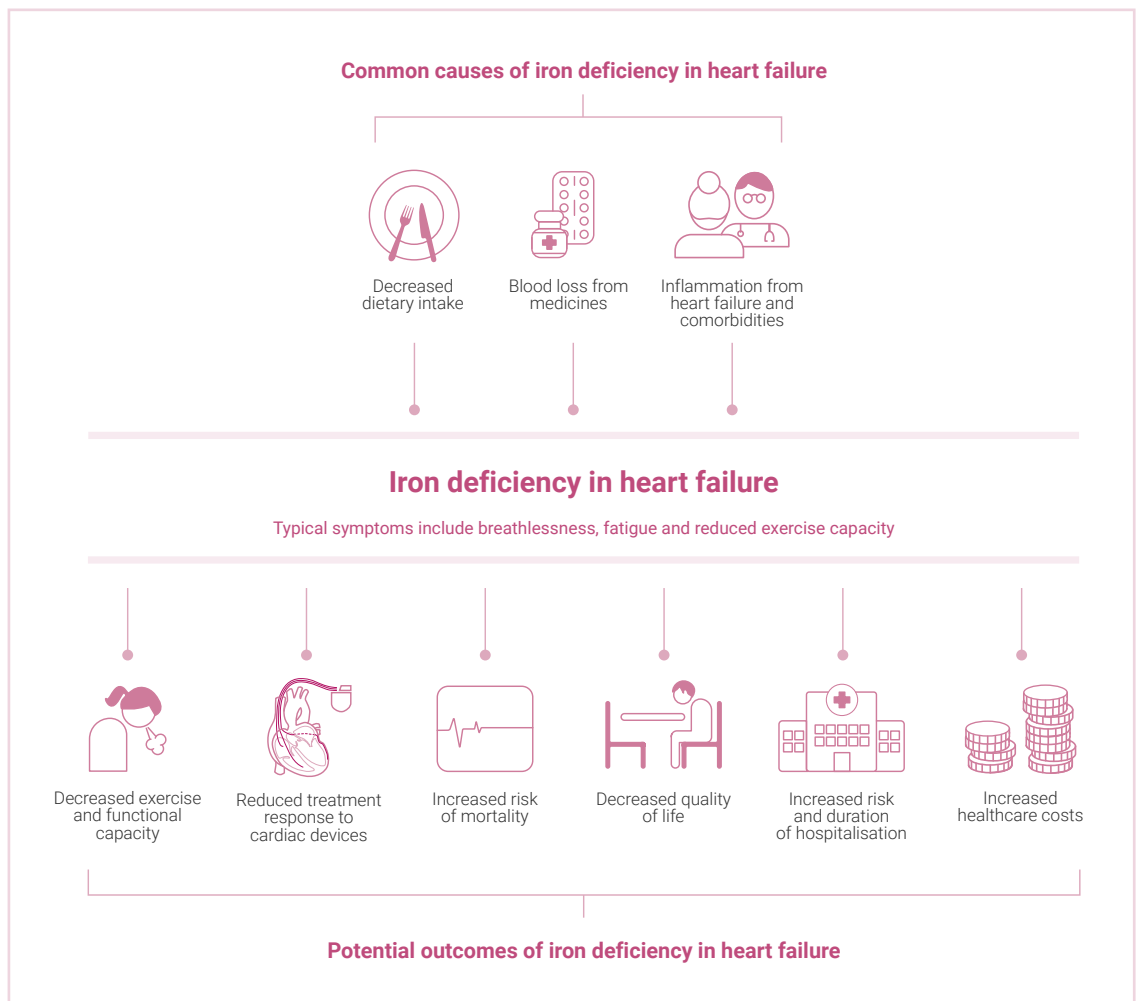 Common causes of iron deficiency in heart failure
Decreased
dietary intake
Blood loss from
medicines
Inflammation from
heart failure and
comorbidities
Iron deficiency in heart failure
Typical symptoms include breathlessness, fatigue and reduced exercise capacity
Decreased exercise
and functional
capacity
Reduced treatment
response to
cardiac devices
Increased risk
of mortality
Decreased quality
of life
Increased risk
and duration
of hospitalisation
Increased
healthcare costs
Potential outcomes of iron deficiency in heart failure